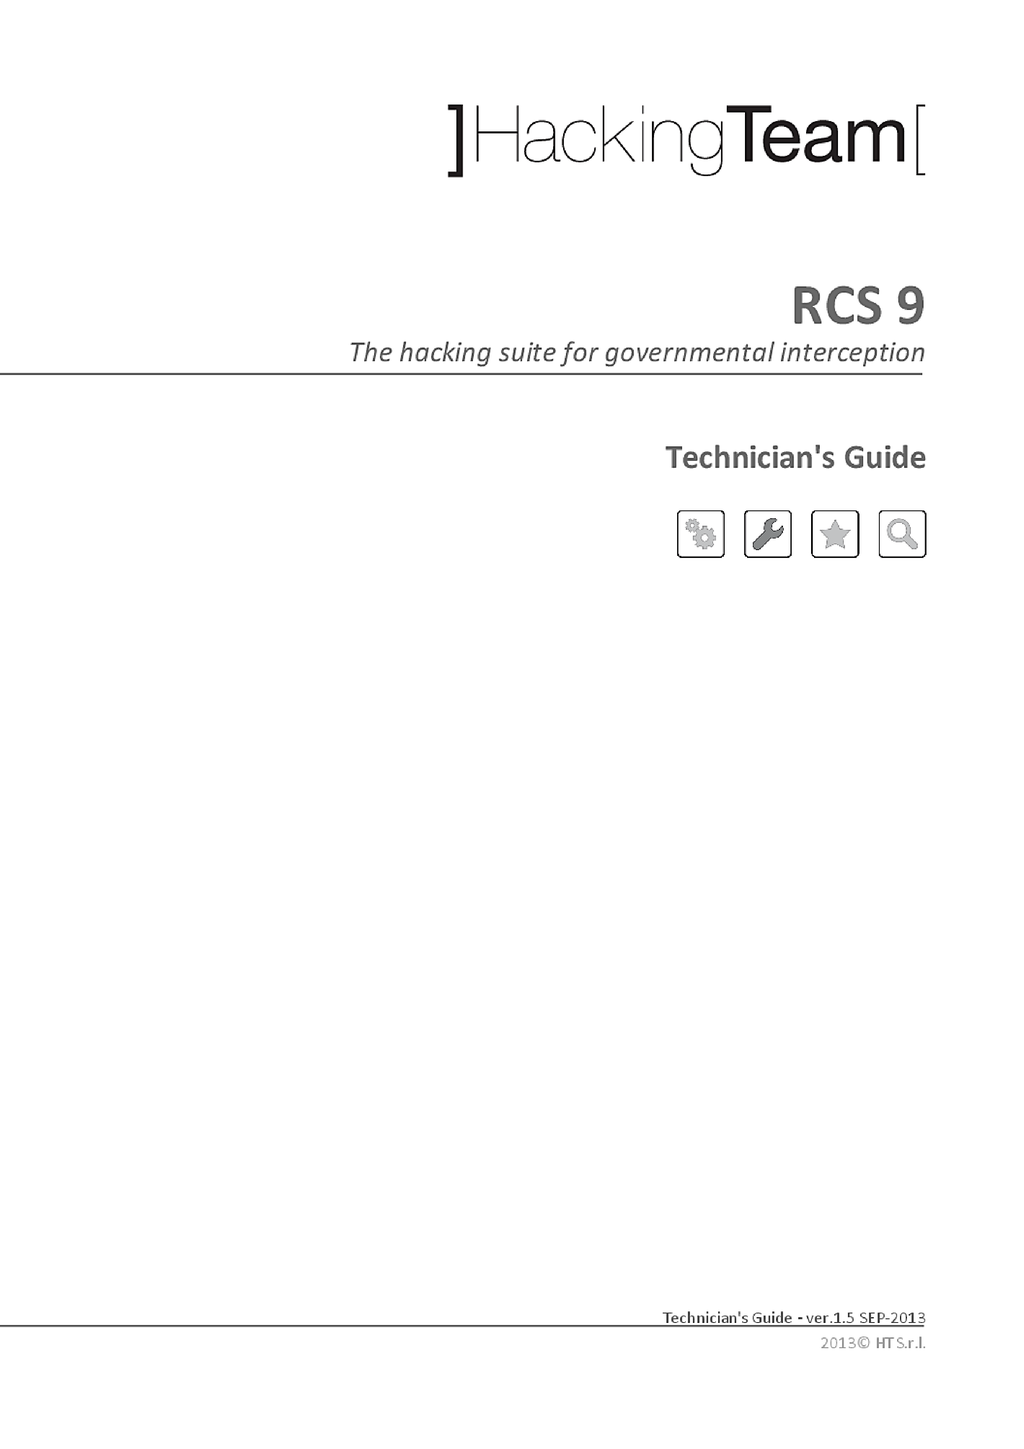 ]HackingTeam[
RCS 9
The hacking suite for governmental interception
Technician's Guide
Technician's Guide - ver.1.5 SEP-2013
2013© HT S.r.l.